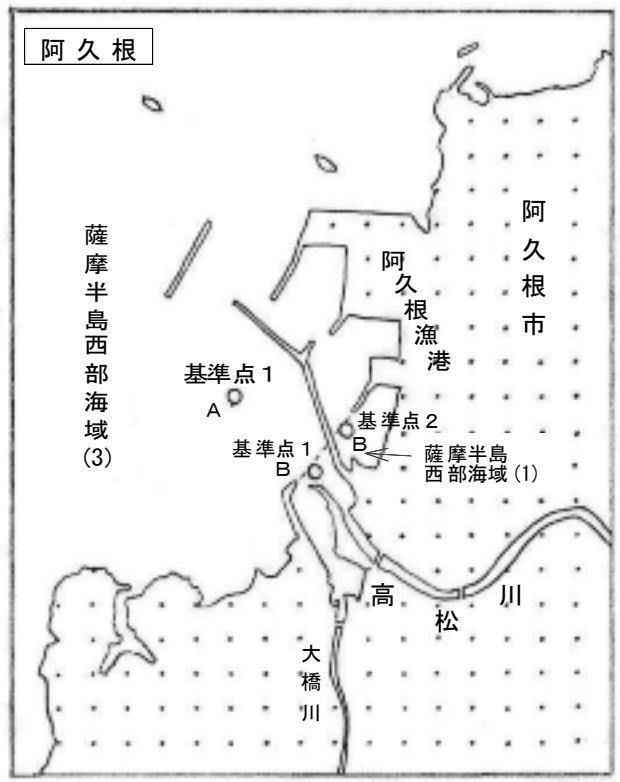 阿久根
阿久根市
阿久根漁港
薩摩半島西部海域(3)
基準点1
A
基準点2
B
基準点1
B
薩摩半島
西部海域(1)
高松川
大橋川